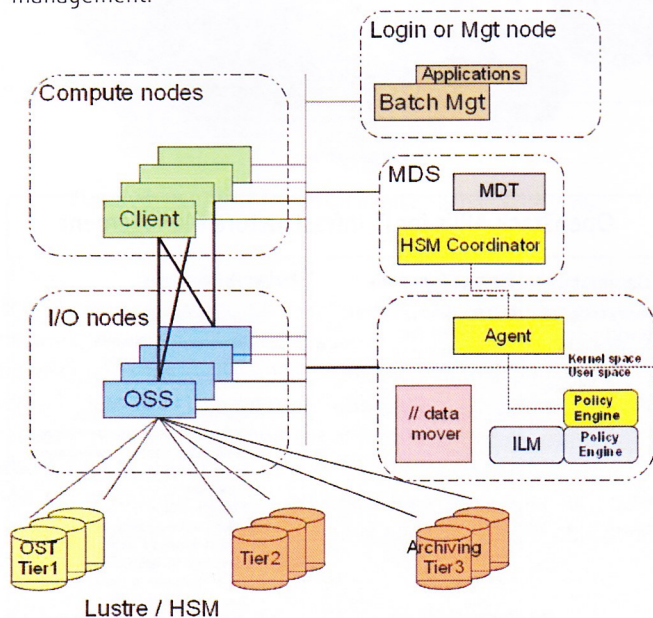 management.
Login or Mgt node
Applications
Batch Mgt
Compute nodes
Client
MDS
MDT
HSM Coordinator
I/O nodes
OSS
Agent
Kernel space
User space
// data
mover
Policy
Engine
ILM
Policy
Engine
OST
Tier1
Tier2
Archiving
Tier3
Lustre / HSM